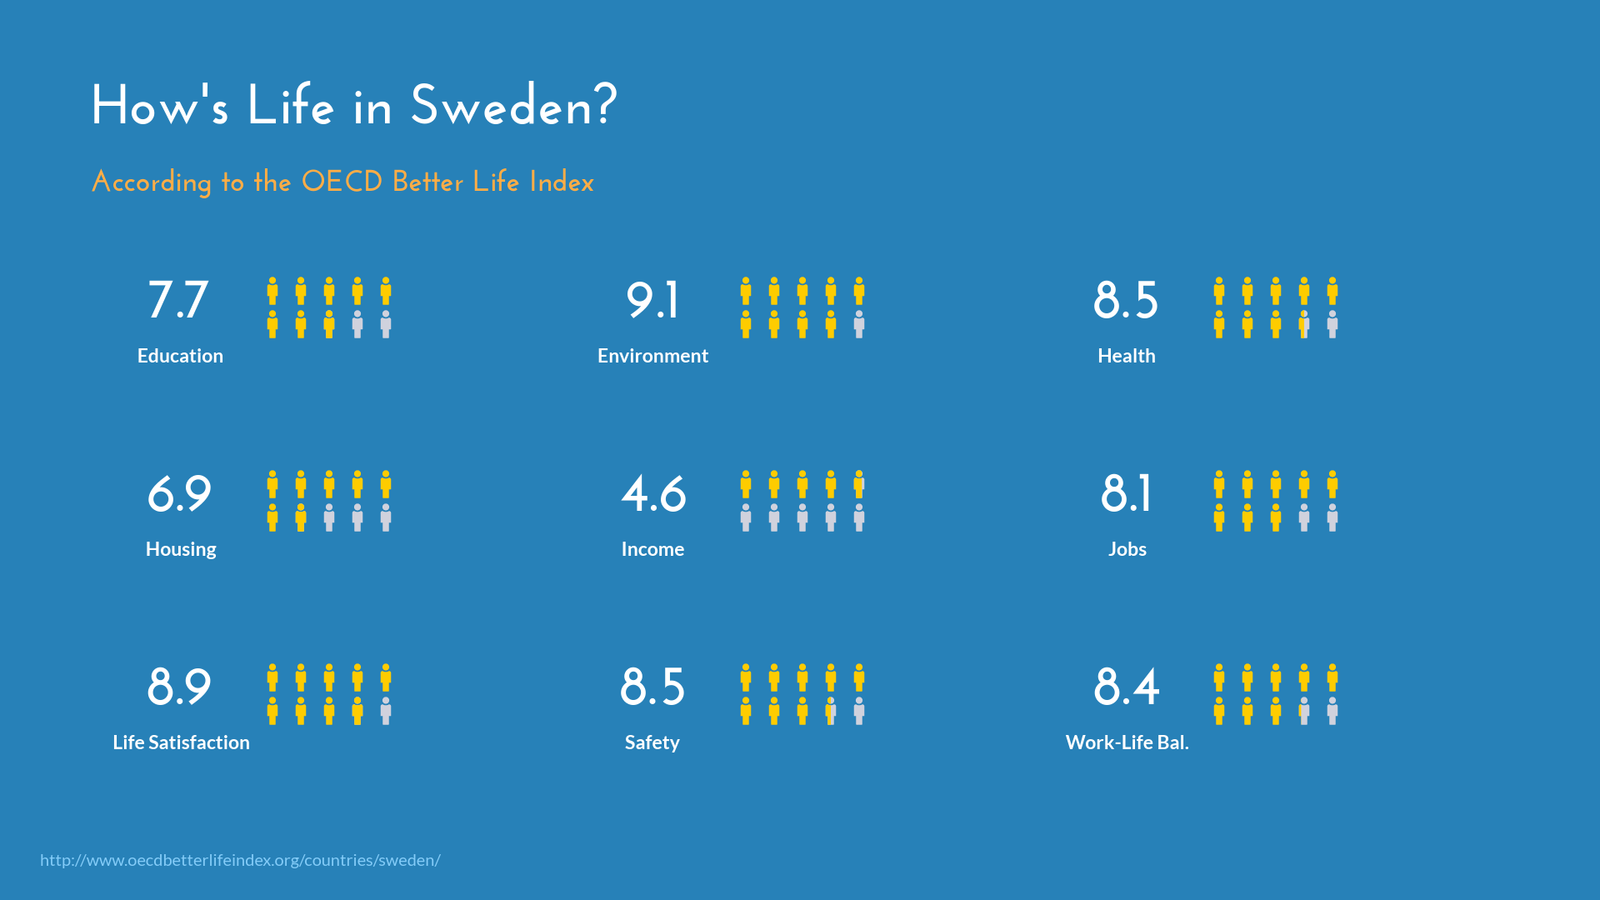 How's Life in Sweden?
According to the OECD Better Life Index
7.7
Education
9.1
Environment
8.5
Health
6.9
Housing
4.6
Income
8.1
Jobs
8.9
Life Satisfaction
8.5
Safety
8.4
Work-Life Bal.
http://www.oecdbetterlifeindex.org/countries/sweden/